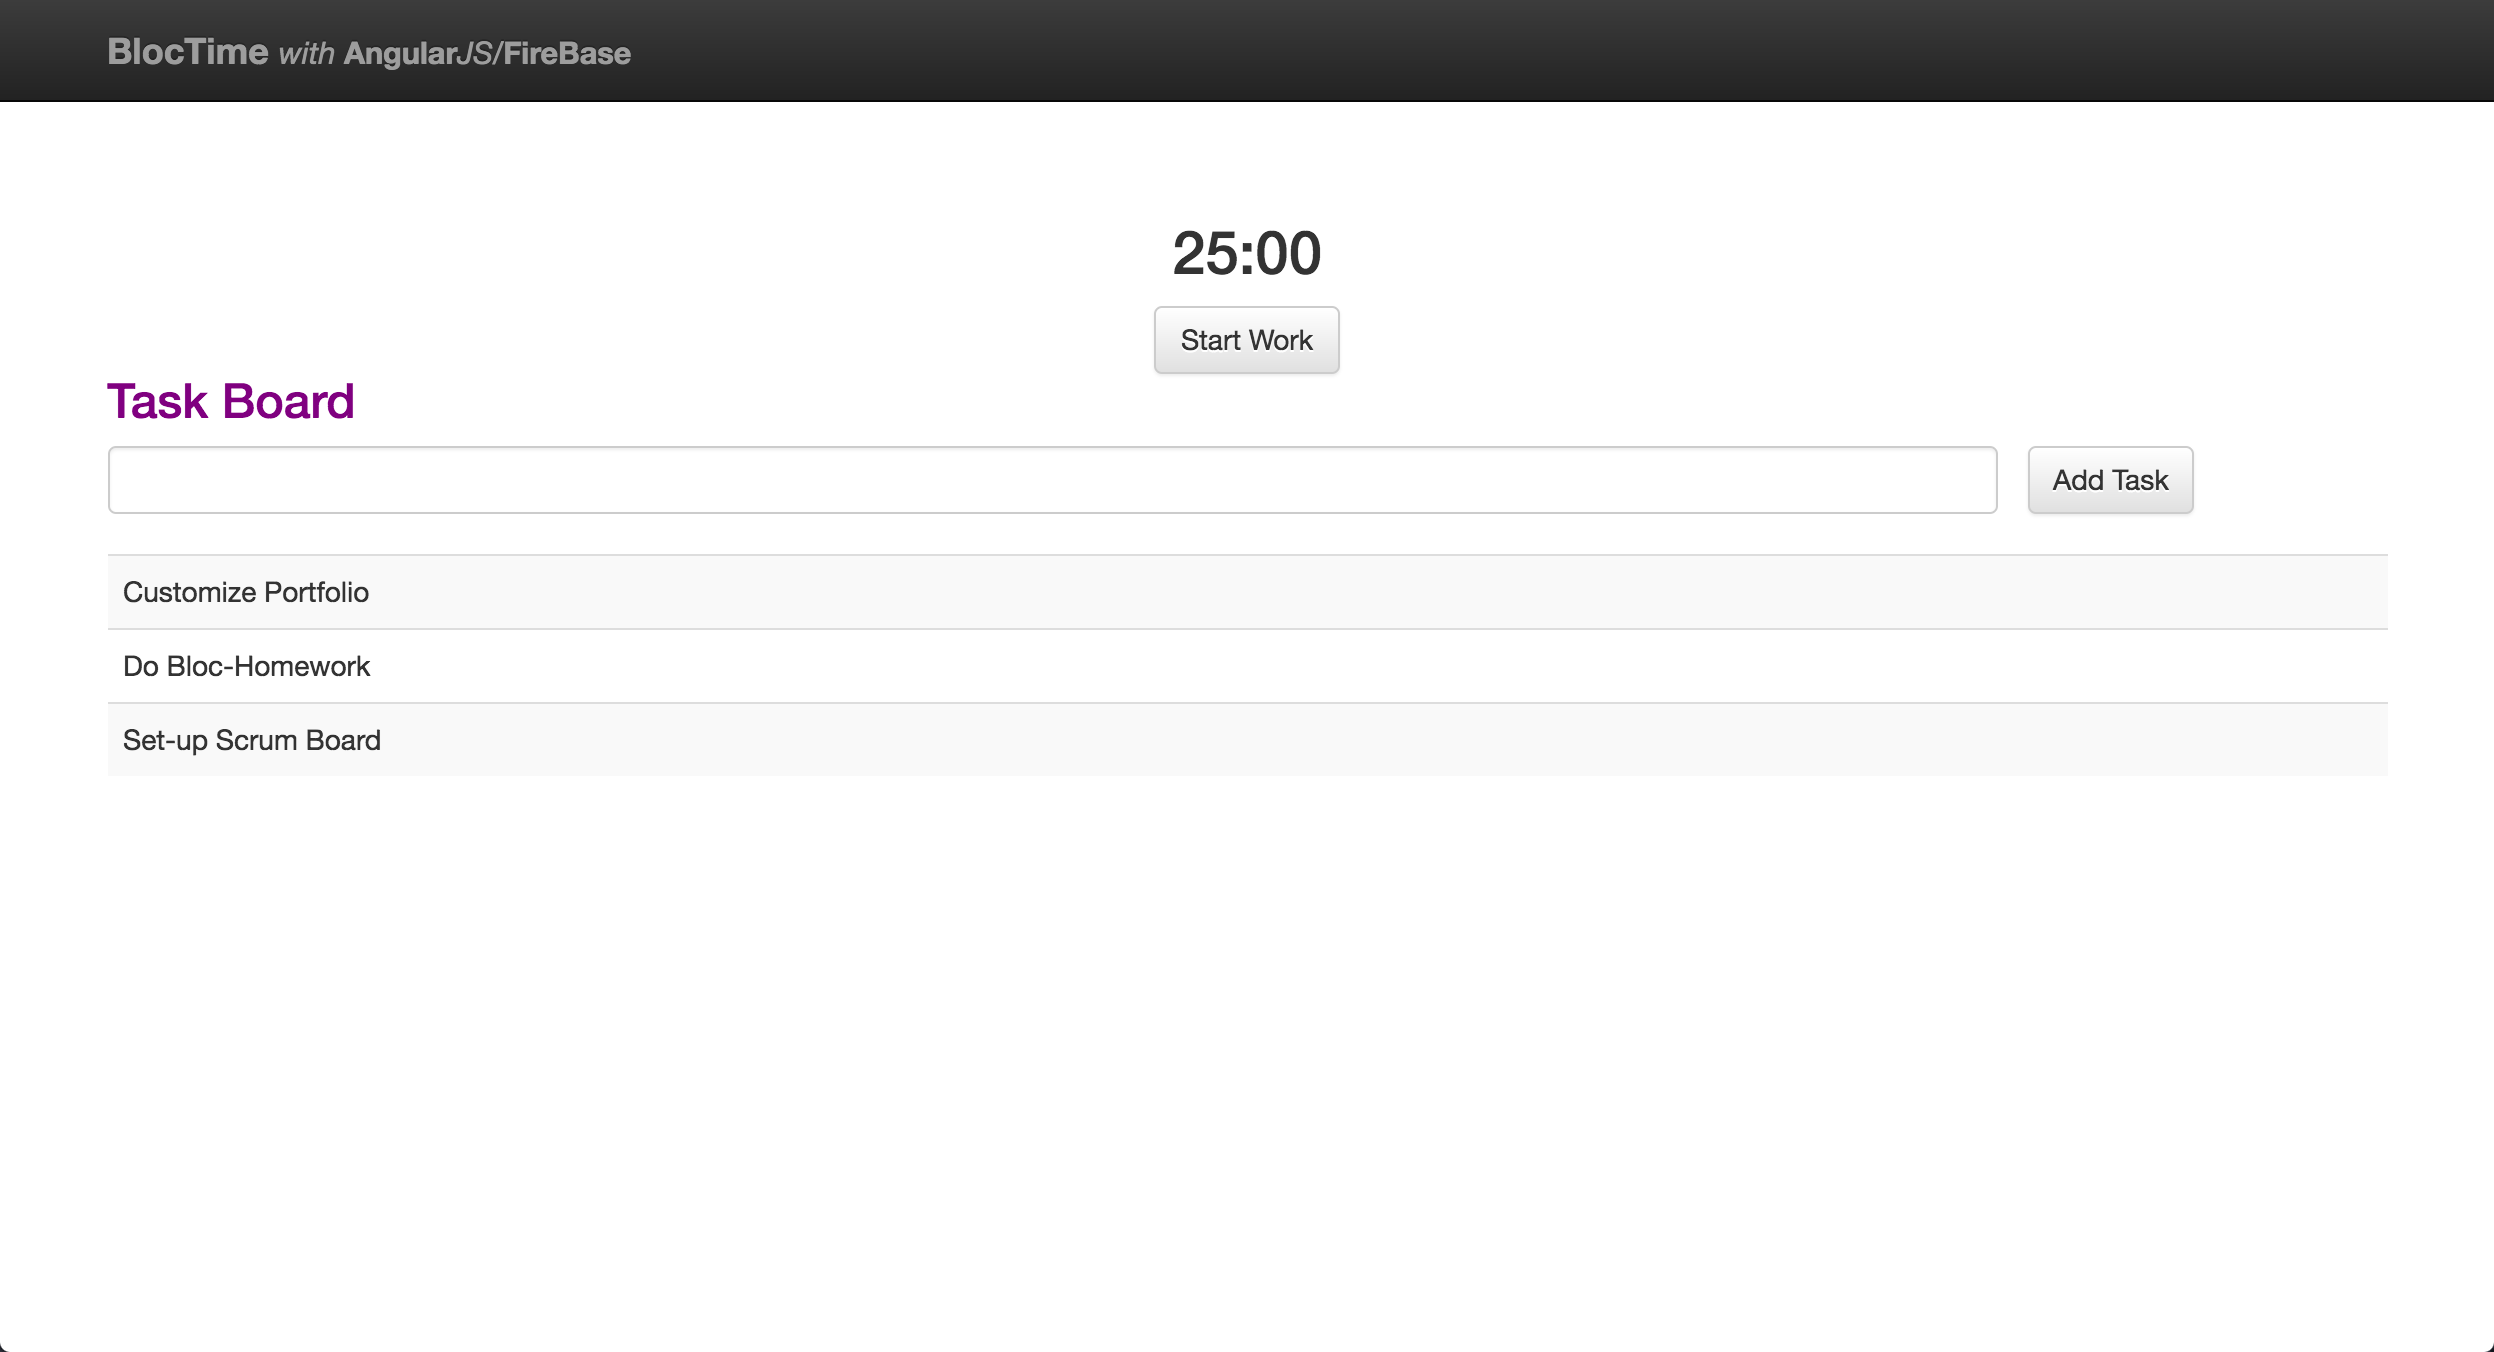 BlocTime with AngularJS/FireBase
25:00
Start Work
Task Board
Add Task
Customize Portfolio
Do Bloc-Homework
Set-up Scrum Board